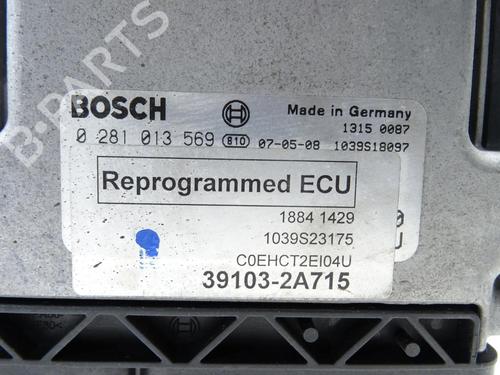 B-PARTS
BOSCH Made in Germany
1315 0087
0 281 013 569 B10 07-05-08 1039S18097
Reprogrammed ECU
1884 1429
1039S23175
C0EHCT2EI04U
39103-2A715